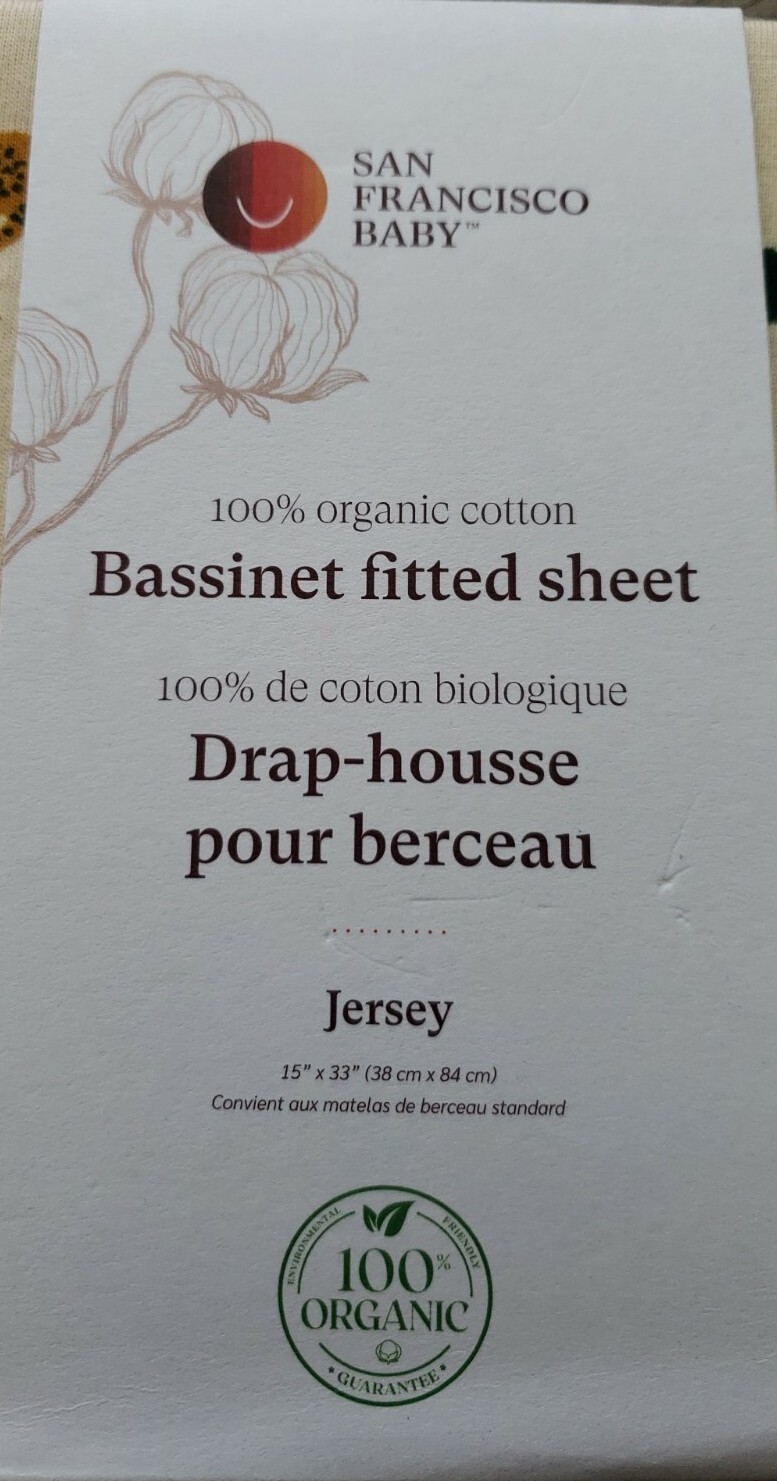 SAN
FRANCISCO
BABY™
100% organic cotton
Bassinet fitted sheet
100% de coton biologique
Drap-housse
pour berceau
Jersey
15" x 33" (38 cm x 84 cm)
Convient aux matelas de berceau standard
ENVIRONMENTAL FRIENDLY
100%
ORGANIC
• GUARANTEE •